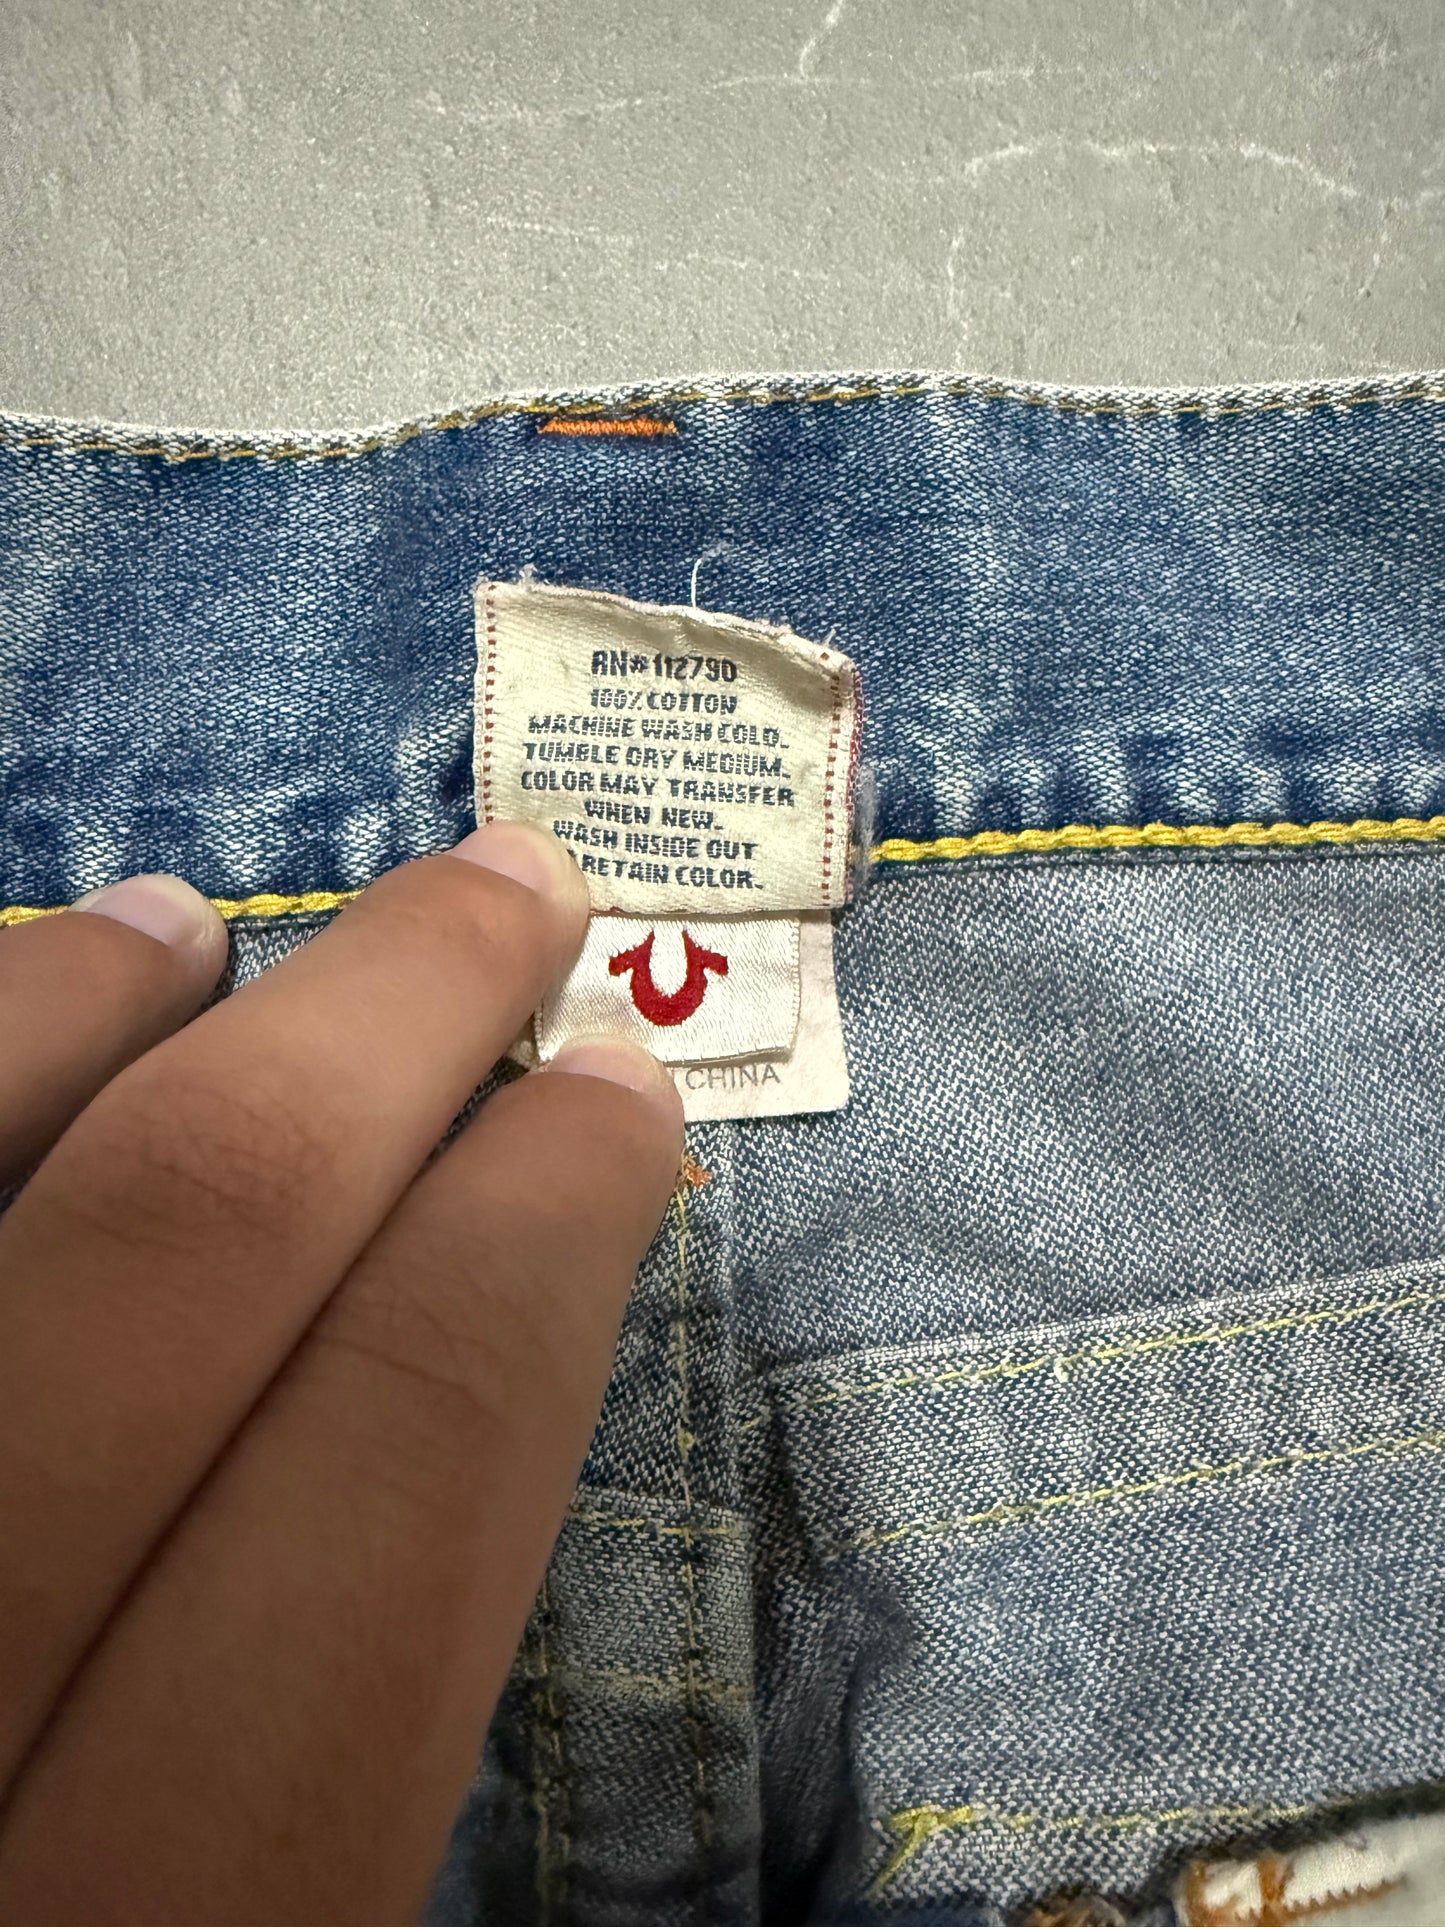 RN# 112790
100% COTTON
MACHINE WASH COLD.
TUMBLE DRY MEDIUM.
COLOR MAY TRANSFER
WHEN NEW.
WASH INSIDE OUT
RETAIN COLOR.
CHINA